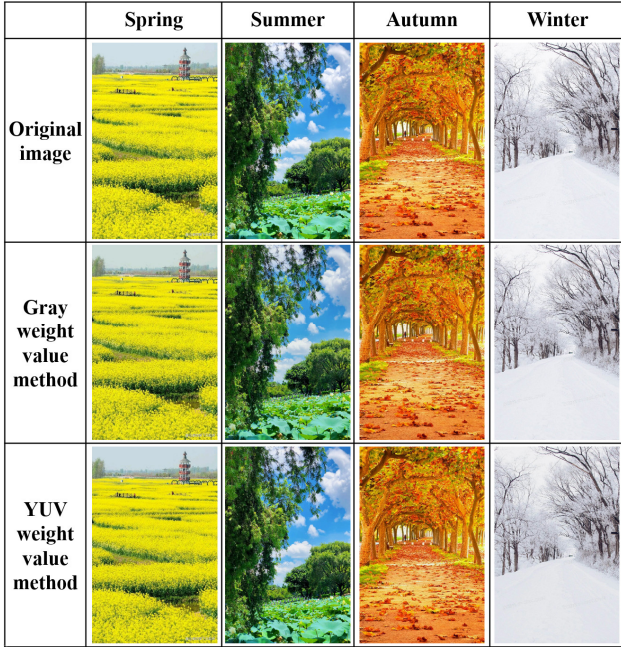 Spring Summer Autumn Winter
Original
image
Gray
weight
value
method
YUV
weight
value
method